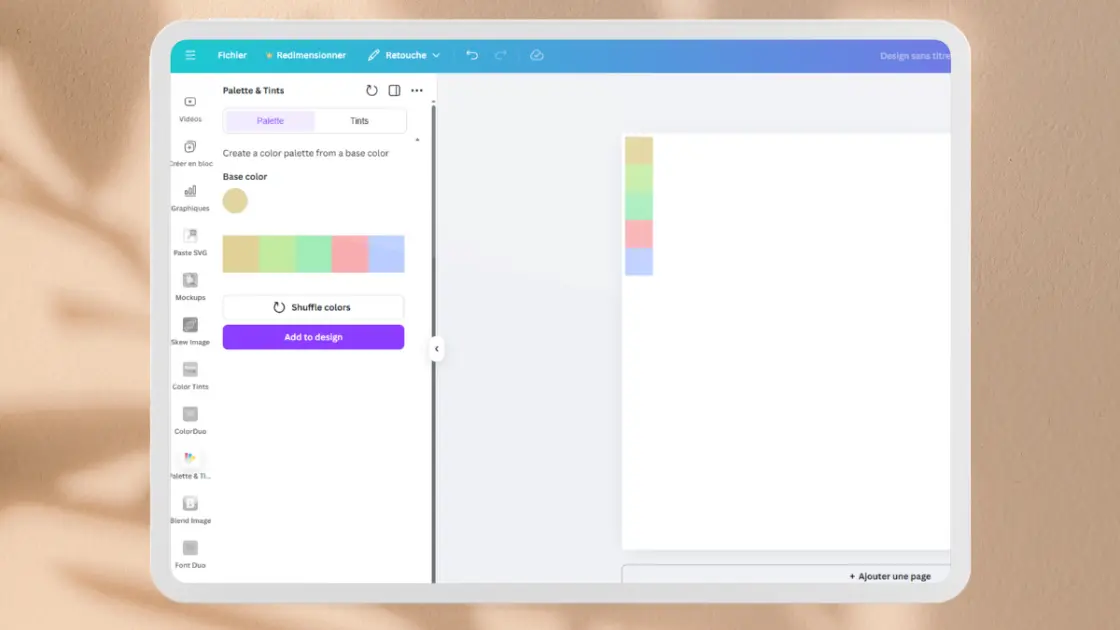 Fichier
Redimensionner
Retouche
Design sans titre
Vidéos
Créer en bloc
Graphiques
Paste SVG
Mockups
Skew Image
Color Tints
ColorDuo
Palette & Ti...
Blend Image
Font Duo
Palette & Tints
Palette
Tints
Create a color palette from a base color
Base color
Shuffle colors
Add to design
+ Ajouter une page